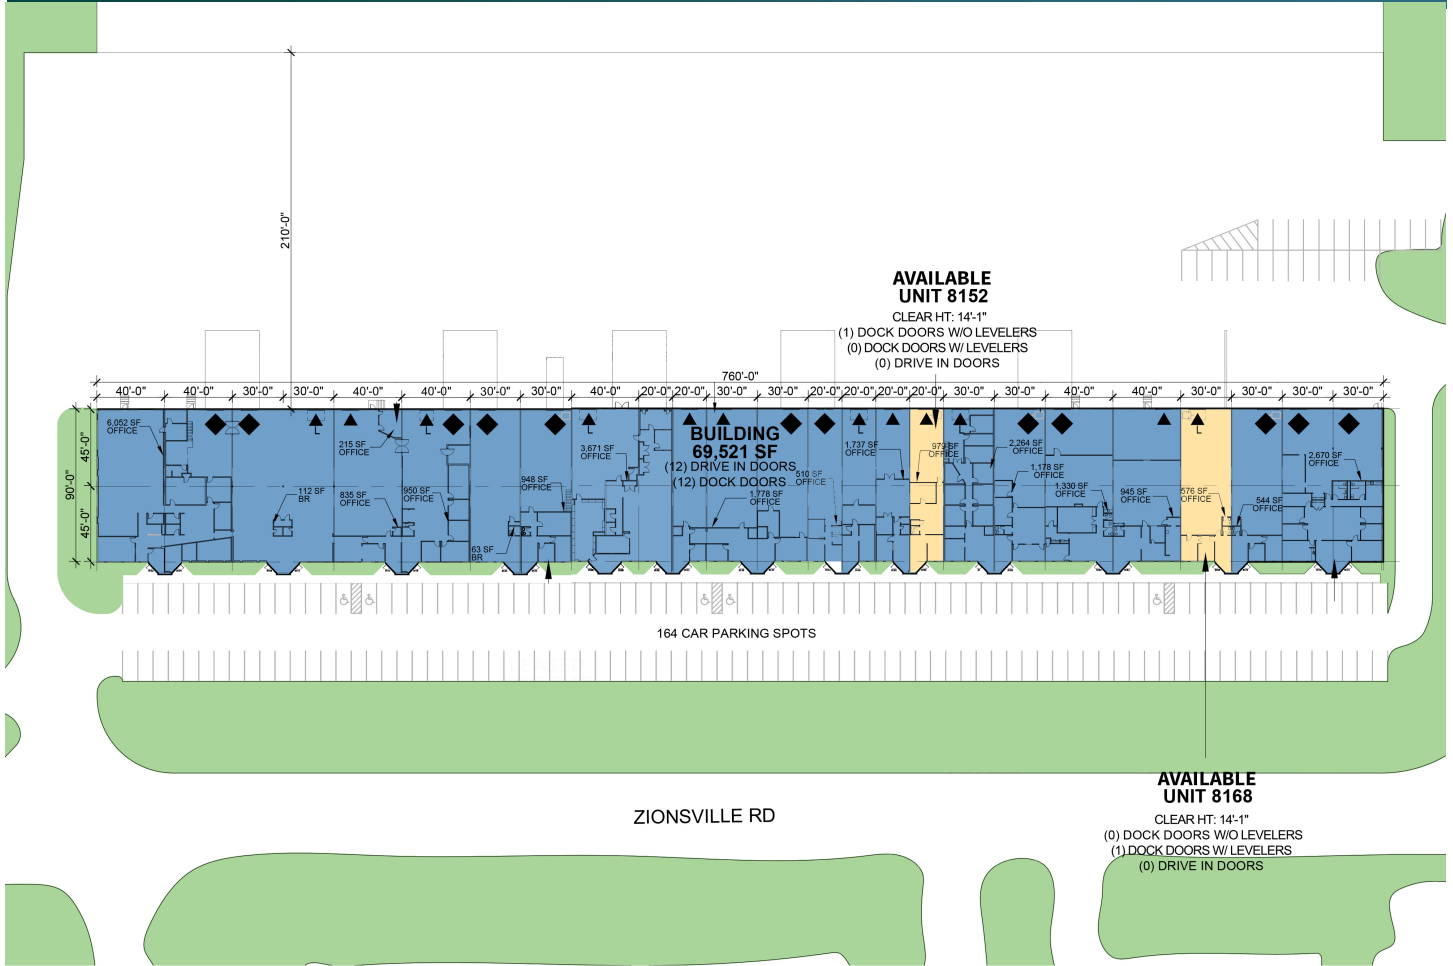 210'-0"
AVAILABLE
UNIT 8152
CLEAR HT: 14'-1"
(1) DOCK DOORS W/O LEVELERS
(0) DOCK DOORS W/ LEVELERS
(0) DRIVE IN DOORS
760'-0"
40'-0" 40'-0" 30'-0" 30'-0" 40'-0" 40'-0" 30'-0" 30'-0" 40'-0" 20'-0" 20'-0" 30'-0" 30'-0" 20'-0" 20'-0" 20'-0" 30'-0" 30'-0" 40'-0" 40'-0" 30'-0" 30'-0" 30'-0" 30'-0"
90'-0"
45'-0"
45'-0"
6,052 SF
OFFICE
112 SF
BR
215 SF
OFFICE
835 SF
OFFICE
950 SF
OFFICE
63 SF
BR
948 SF
OFFICE
3,671 SF
OFFICE
BUILDING
69,521 SF
(12) DRIVE IN DOORS
(12) DOCK DOORS
1,778 SF
OFFICE
510 SF
OFFICE
1,737 SF
OFFICE
979 SF
OFFICE
2,264 SF
OFFICE
1,178 SF
OFFICE
1,330 SF
OFFICE
945 SF
OFFICE
576 SF
OFFICE
544 SF
OFFICE
2,670 SF
OFFICE
L
L
L
L
L
164 CAR PARKING SPOTS
ZIONSVILLE RD
AVAILABLE
UNIT 8168
CLEAR HT: 14'-1"
(0) DOCK DOORS W/O LEVELERS
(1) DOCK DOORS W/ LEVELERS
(0) DRIVE IN DOORS